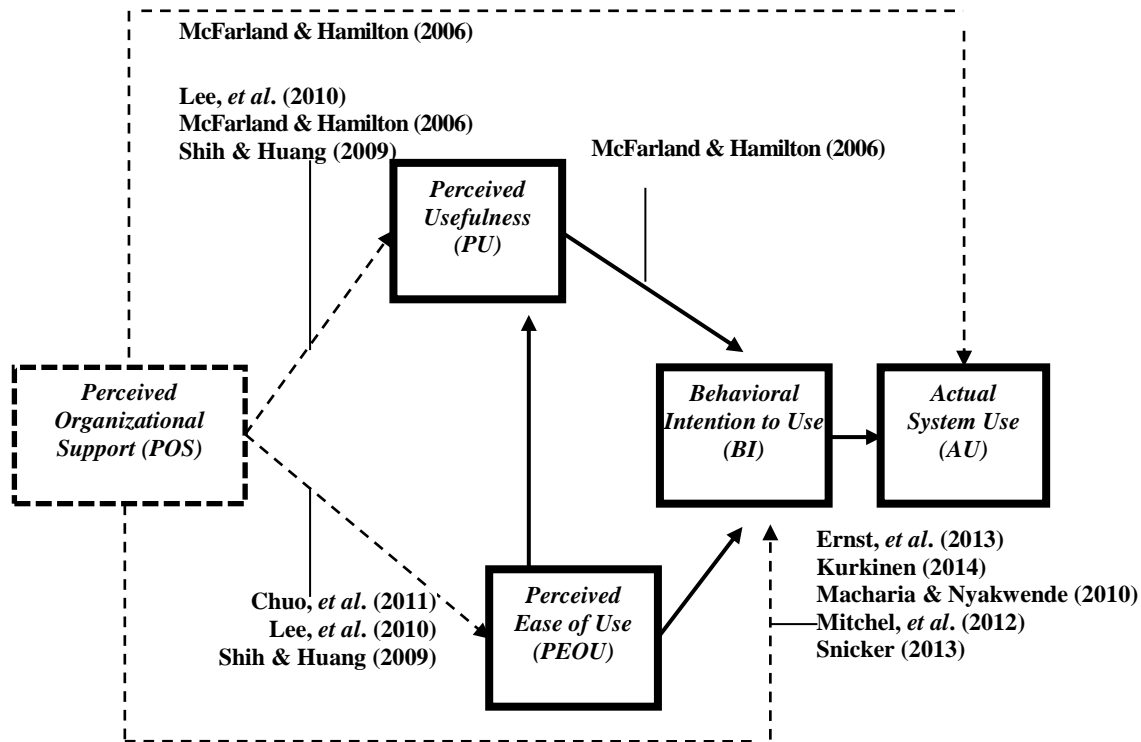 McFarland & Hamilton (2006)
Lee, et al. (2010)
McFarland & Hamilton (2006)
Shih & Huang (2009)
McFarland & Hamilton (2006)
Perceived
Usefulness
(PU)
Perceived
Organizational
Support (POS)
Behavioral
Intention to Use
(BI)
Actual
System Use
(AU)
Chuo, et al. (2011)
Lee, et al. (2010)
Shih & Huang (2009)
Perceived
Ease of Use
(PEOU)
Ernst, et al. (2013)
Kurkinen (2014)
Macharia & Nyakwende (2010)
Mitchel, et al. (2012)
Snicker (2013)